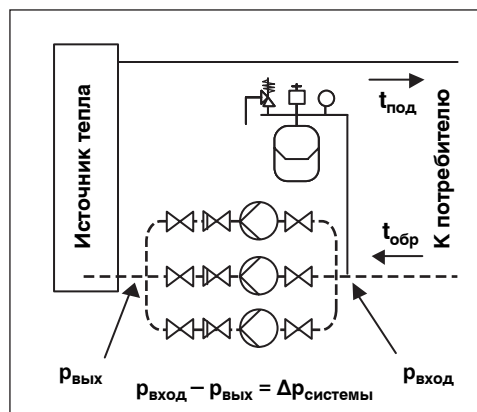 Источник тепла
tпод
К потребителю
tобр
pвых
pвход
pвход – pвых = Δpсистемы